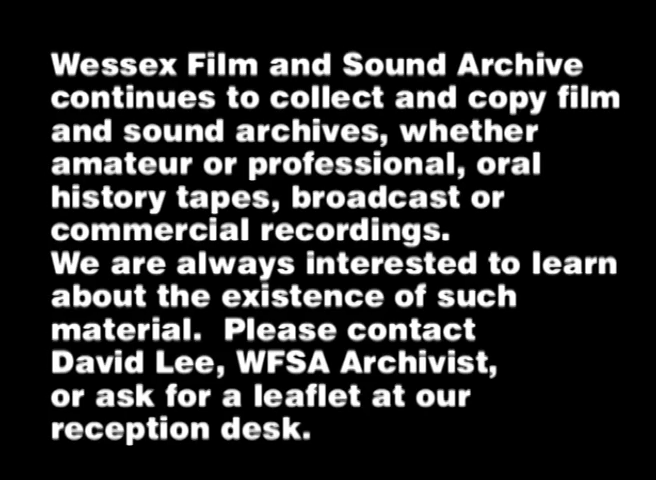 Wessex Film and Sound Archive
continues to collect and copy film
and sound archives, whether
amateur or professional, oral
history tapes, broadcast or
commercial recordings.
We are always interested to learn
about the existence of such
material.  Please contact
David Lee, WFSA Archivist,
or ask for a leaflet at our
reception desk.